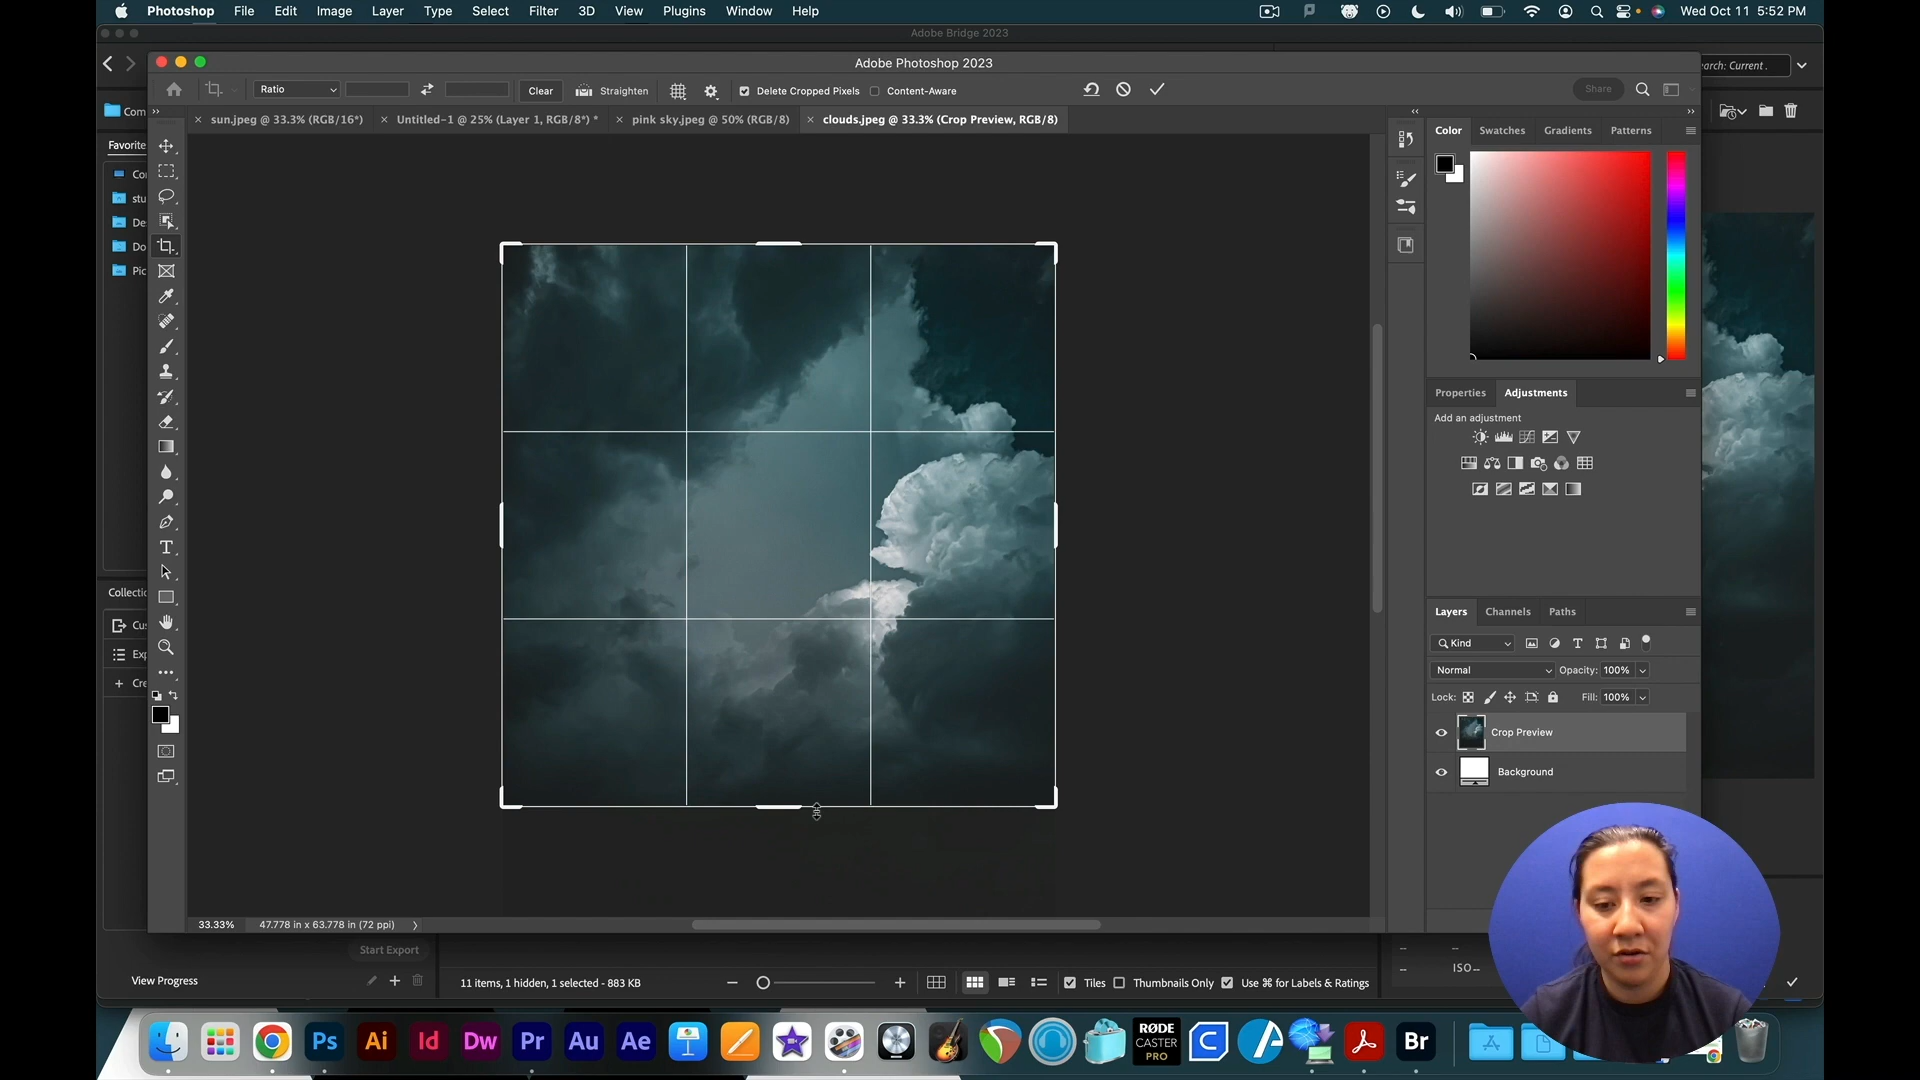 Photoshop File Edit Image Layer Type Select Filter 3D View Plugins Window Help Wed Oct 11 5:52 PM
Adobe Bridge 2023
Adobe Photoshop 2023
Ratio Clear Straighten Delete Cropped Pixels Content-Aware Share
arch: Current .
Com
sun.jpeg @ 33.3% (RGB/16*) Untitled-1 @ 25% (Layer 1, RGB/8*) * pink sky.jpeg @ 50% (RGB/8) clouds.jpeg @ 33.3% (Crop Preview, RGB/8)
Color Swatches Gradients Patterns
Favorite
Co
stu
De
Do
Pic
Properties Adjustments
Add an adjustment
Collectic
Cus
Exp
Cre
Layers Channels Paths
Kind
Normal Opacity: 100%
Lock: Fill: 100%
Crop Preview
Background
33.33% 47.778 in x 63.778 in (72 ppi)
Start Export
View Progress
11 items, 1 hidden, 1 selected - 883 KB
Tiles Thumbnails Only Use ⌘ for Labels & Ratings
ISO--
Ps Ai Id Dw Pr Au Ae
RØDE
CASTER
PRO
Br